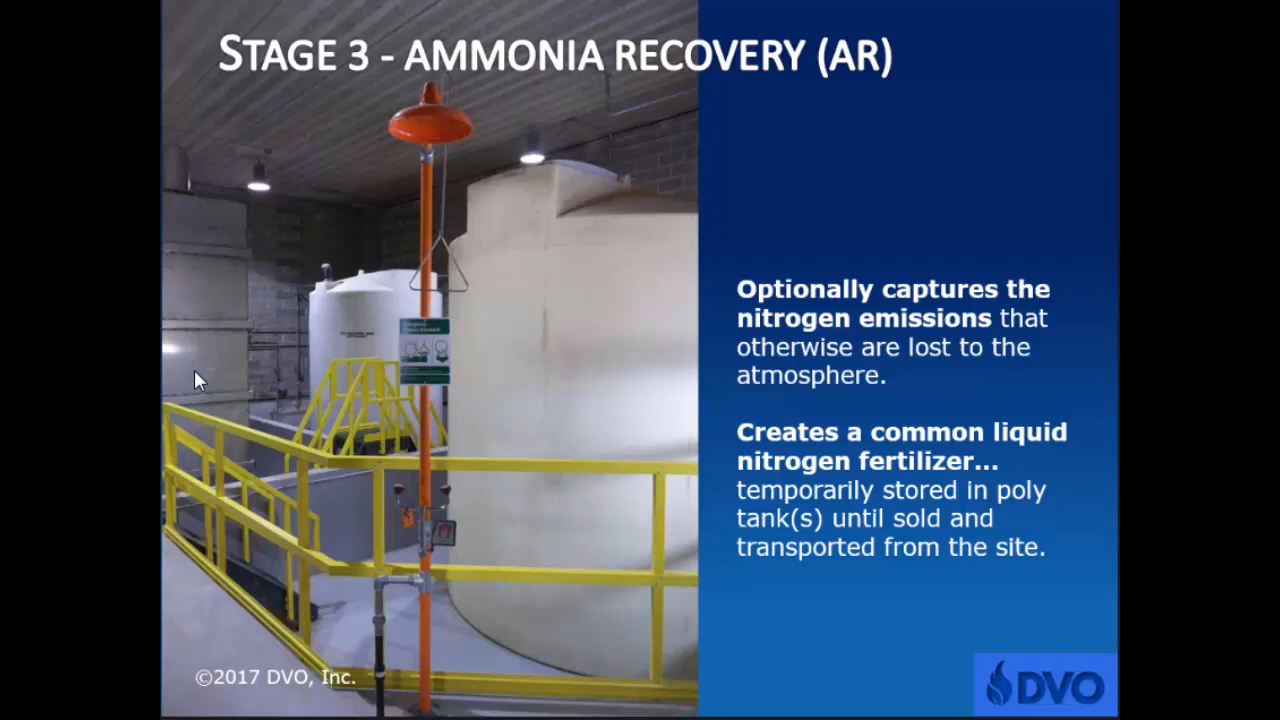 STAGE 3 - AMMONIA RECOVERY (AR)
Optionally captures the
nitrogen emissions that
otherwise are lost to the
atmosphere.
Creates a common liquid
nitrogen fertilizer...
temporarily stored in poly
tank(s) until sold and
transported from the site.
©2017 DVO, Inc.
DVO